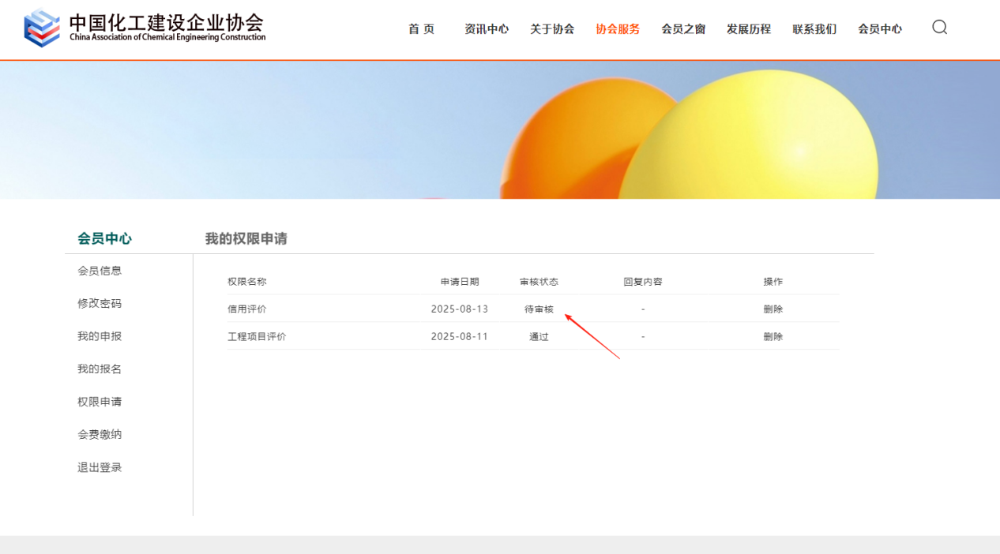 中国化工建设企业协会
China Association of Chemical Engineering Construction
首 页 资讯中心 关于协会 协会服务 会员之窗 发展历程 联系我们 会员中心
会员中心
会员信息
修改密码
我的申报
我的报名
权限申请
会费缴纳
退出登录
我的权限申请
权限名称 申请日期 审核状态 回复内容 操作
信用评价 2025-08-13 待审核 - 删除
工程项目评价 2025-08-11 通过 - 删除